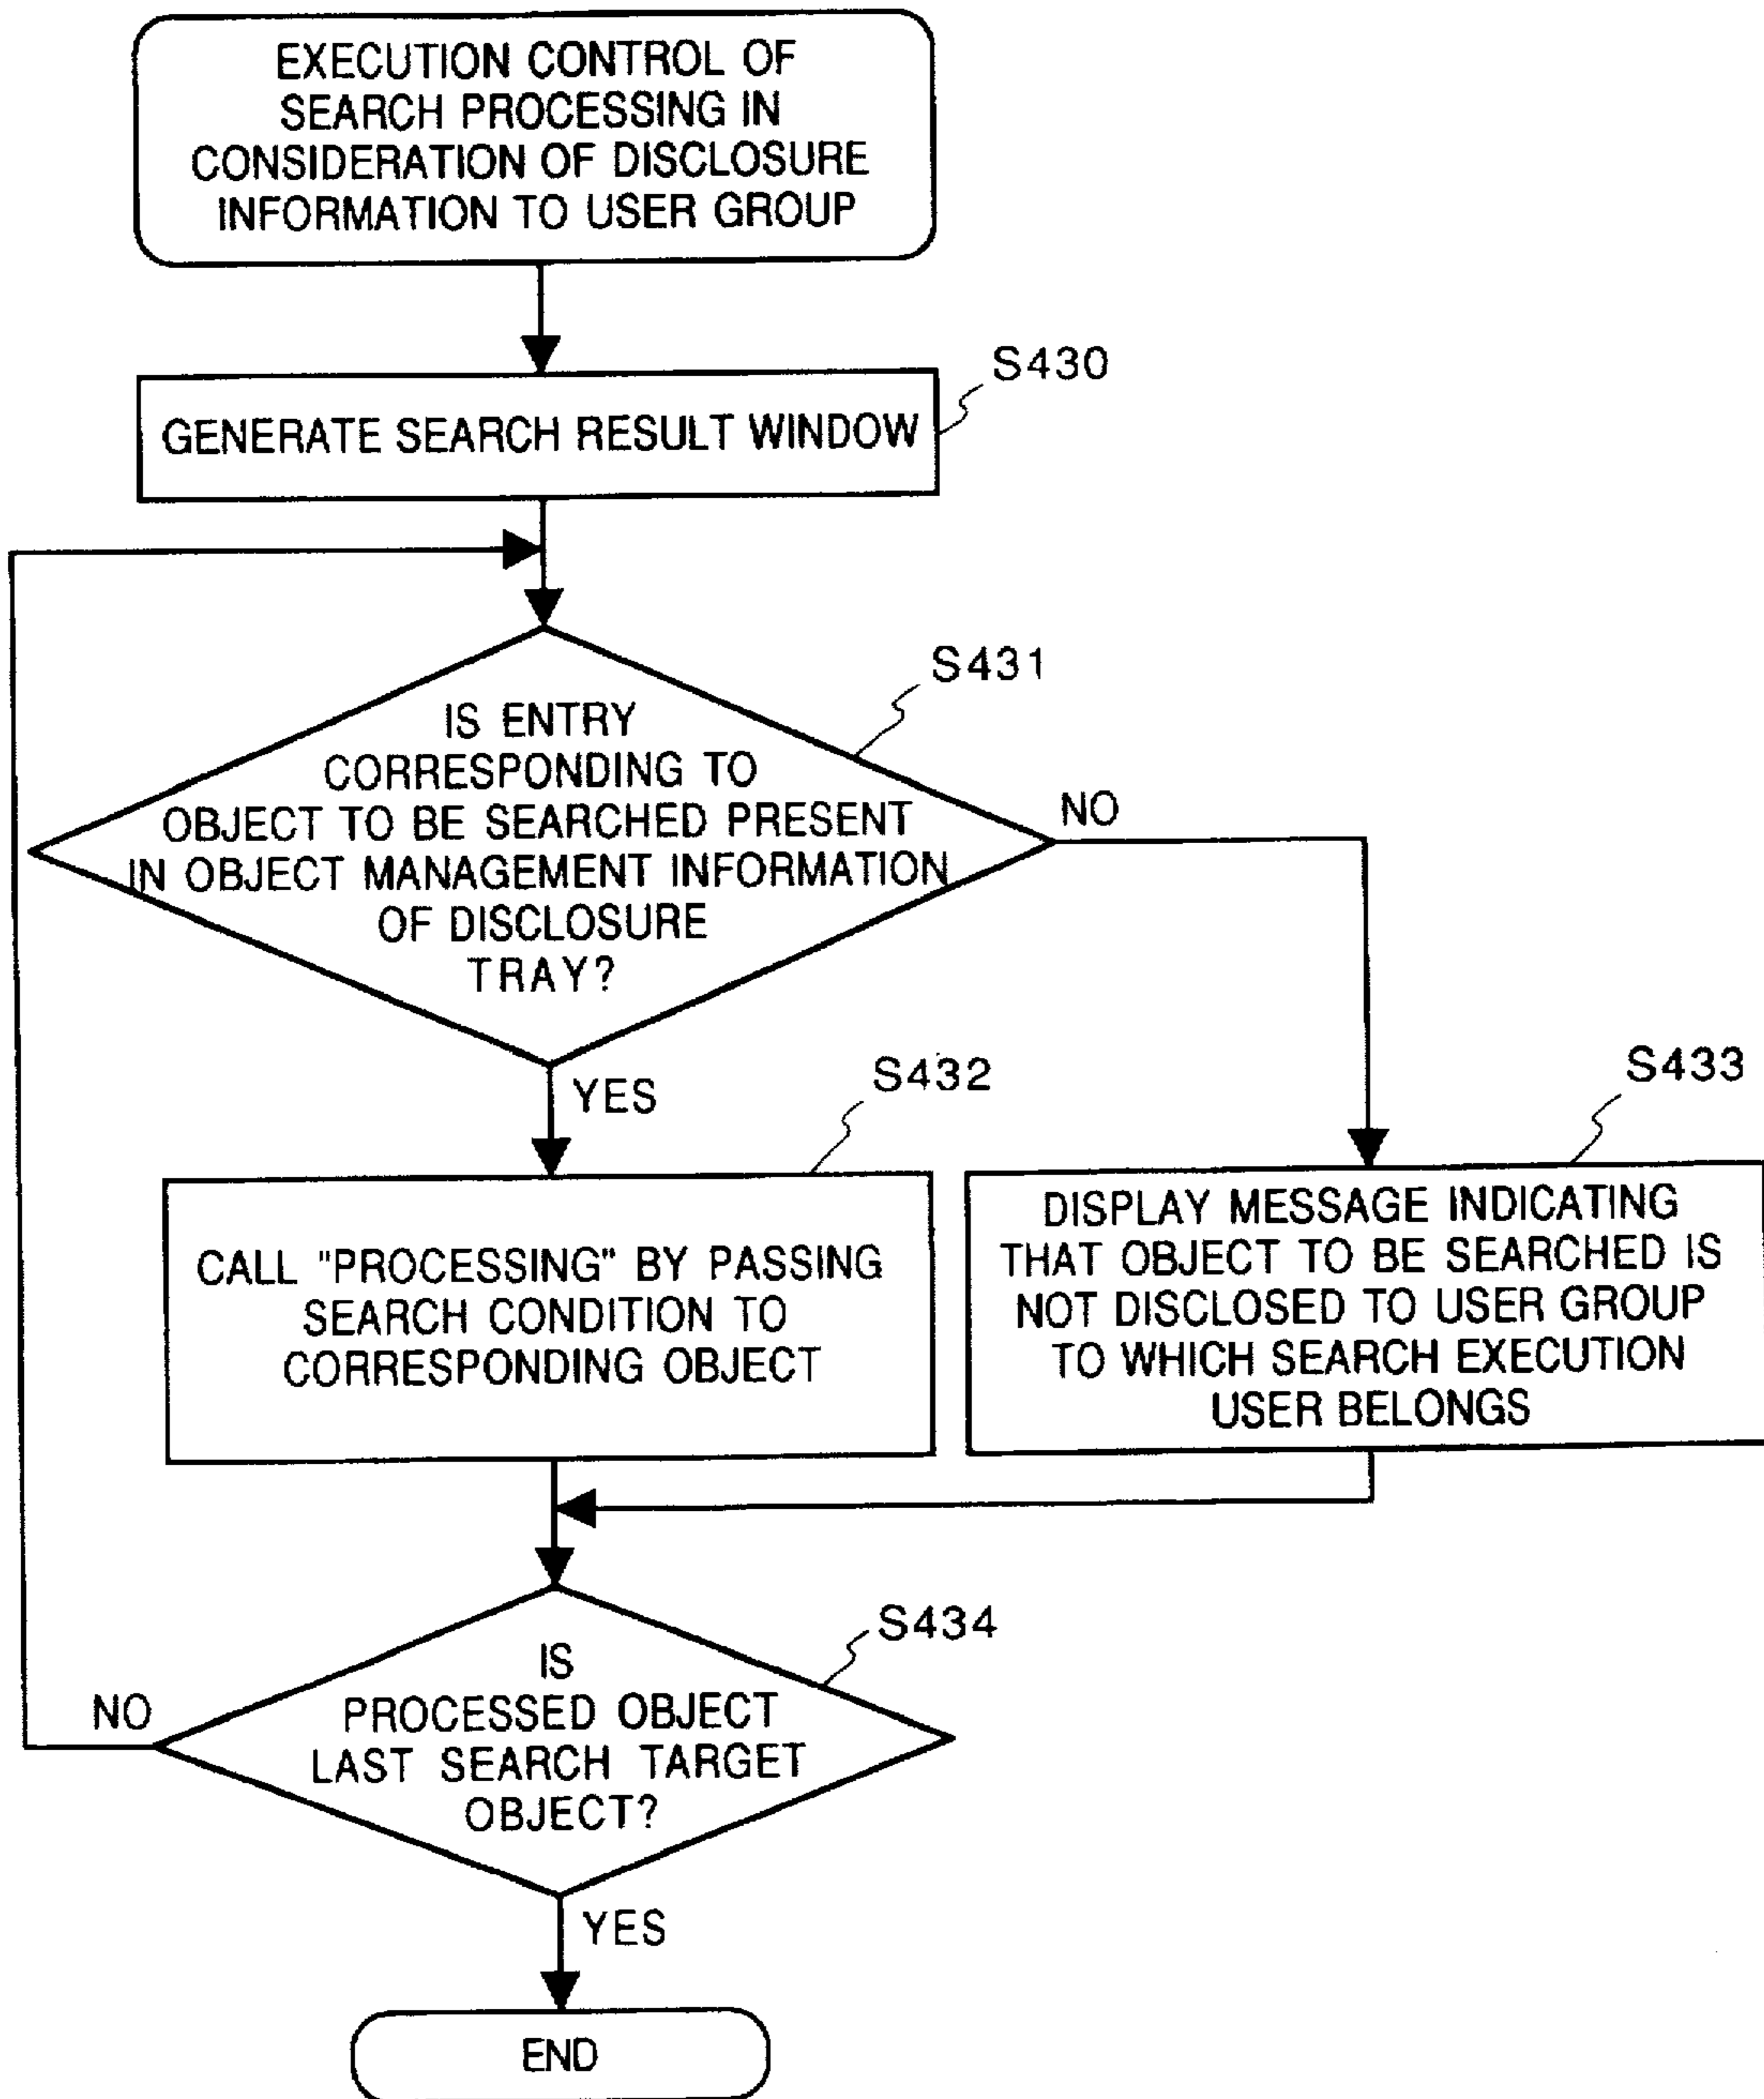 EXECUTION CONTROL OF
SEARCH PROCESSING IN
CONSIDERATION OF DISCLOSURE
INFORMATION TO USER GROUP
S430
GENERATE SEARCH RESULT WINDOW
S431
IS ENTRY
CORRESPONDING TO
OBJECT TO BE SEARCHED PRESENT
IN OBJECT MANAGEMENT INFORMATION
OF DISCLOSURE
TRAY?
NO
YES
S432
CALL "PROCESSING" BY PASSING
SEARCH CONDITION TO
CORRESPONDING OBJECT
S433
DISPLAY MESSAGE INDICATING
THAT OBJECT TO BE SEARCHED IS
NOT DISCLOSED TO USER GROUP
TO WHICH SEARCH EXECUTION
USER BELONGS
S434
IS
PROCESSED OBJECT
LAST SEARCH TARGET
OBJECT?
NO
YES
END